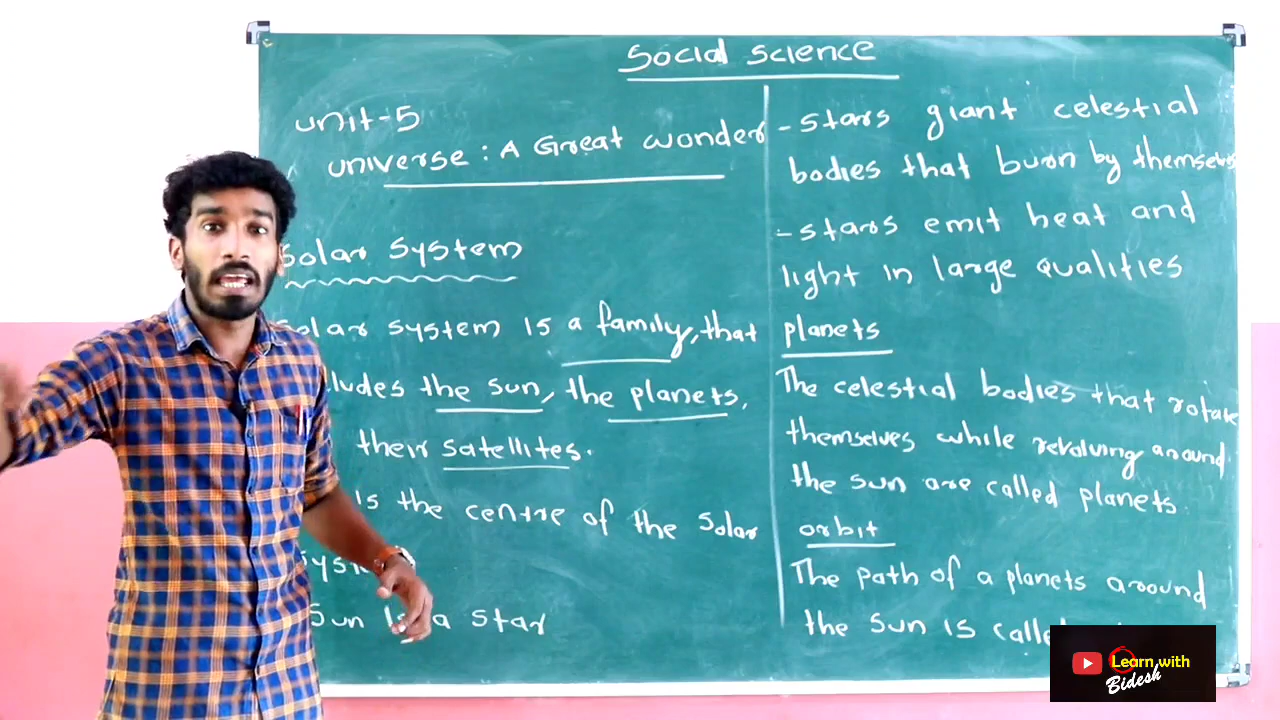 Social Science
Unit-5
Universe : A Great wonder
Solar System
Solar system is a family, that
ludes the sun, the planets,
their satellites.
is the centre of the Solar
Sun is a star
- Stars giant celestial
bodies that burn by themselves
- Stars emit heat and
light in large qualities
planets
The celestial bodies that rotate
themselves while revolving around
the sun are called planets.
orbit
The path of a planets around
the sun is called
Learn with
Bidesh